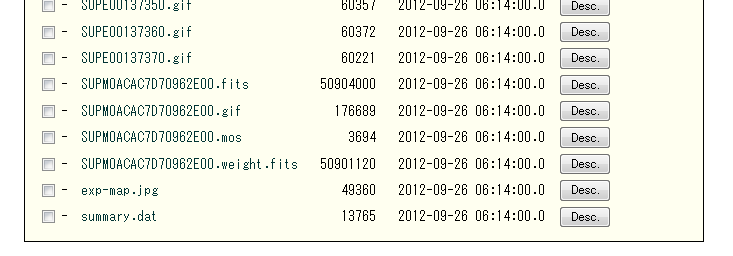 - SUPE00137350.gif 60357 2012-09-26 06:14:00.0 Desc.
- SUPE00137360.gif 60372 2012-09-26 06:14:00.0 Desc.
- SUPE00137370.gif 60221 2012-09-26 06:14:00.0 Desc.
- SUPM0ACAC7D70962E00.fits 50904000 2012-09-26 06:14:00.0 Desc.
- SUPM0ACAC7D70962E00.gif 176689 2012-09-26 06:14:00.0 Desc.
- SUPM0ACAC7D70962E00.mos 3694 2012-09-26 06:14:00.0 Desc.
- SUPM0ACAC7D70962E00.weight.fits 50901120 2012-09-26 06:14:00.0 Desc.
- exp-map.jpg 49360 2012-09-26 06:14:00.0 Desc.
- summary.dat 13765 2012-09-26 06:14:00.0 Desc.